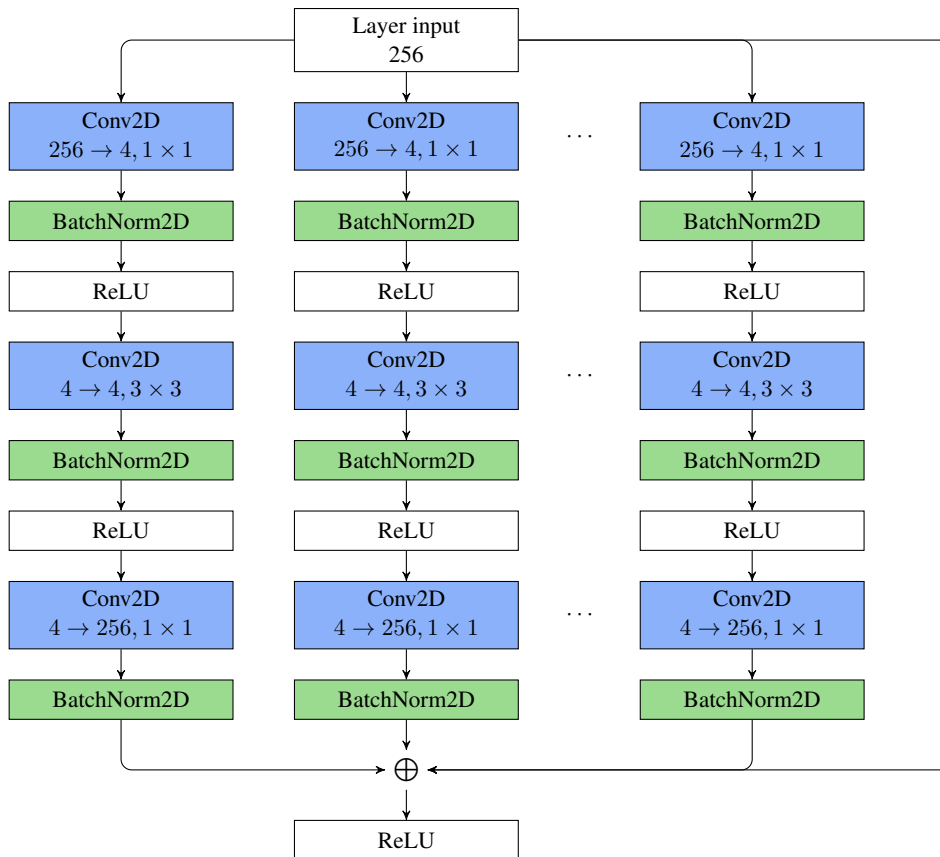 Layer input
256
Conv2D
256 → 4, 1 × 1
Conv2D
256 → 4, 1 × 1
. . .
Conv2D
256 → 4, 1 × 1
BatchNorm2D
BatchNorm2D
BatchNorm2D
ReLU
ReLU
ReLU
Conv2D
4 → 4, 3 × 3
Conv2D
4 → 4, 3 × 3
. . .
Conv2D
4 → 4, 3 × 3
BatchNorm2D
BatchNorm2D
BatchNorm2D
ReLU
ReLU
ReLU
Conv2D
4 → 256, 1 × 1
Conv2D
4 → 256, 1 × 1
. . .
Conv2D
4 → 256, 1 × 1
BatchNorm2D
BatchNorm2D
BatchNorm2D
⊕
ReLU